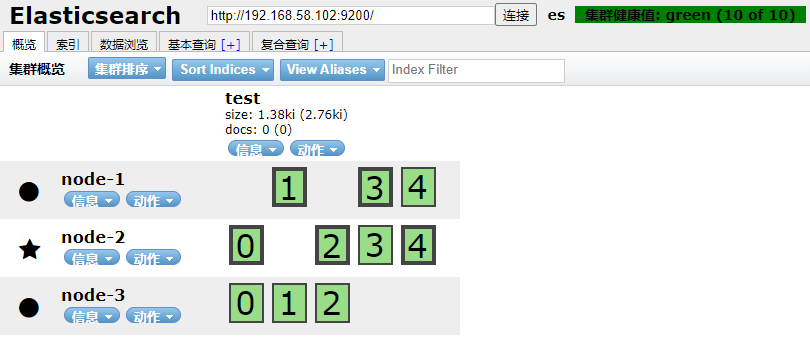 Elasticsearch http://192.168.58.102:9200/ 连接 es 集群健康值: green (10 of 10)
概览 索引 数据浏览 基本查询 [+] 复合查询 [+]
集群概览 集群排序 Sort Indices View Aliases Index Filter
test
size: 1.38ki (2.76ki)
docs: 0 (0)
信息 动作
node-1
信息 动作
1 3 4
node-2
信息 动作
0 2 3 4
node-3
信息 动作
0 1 2